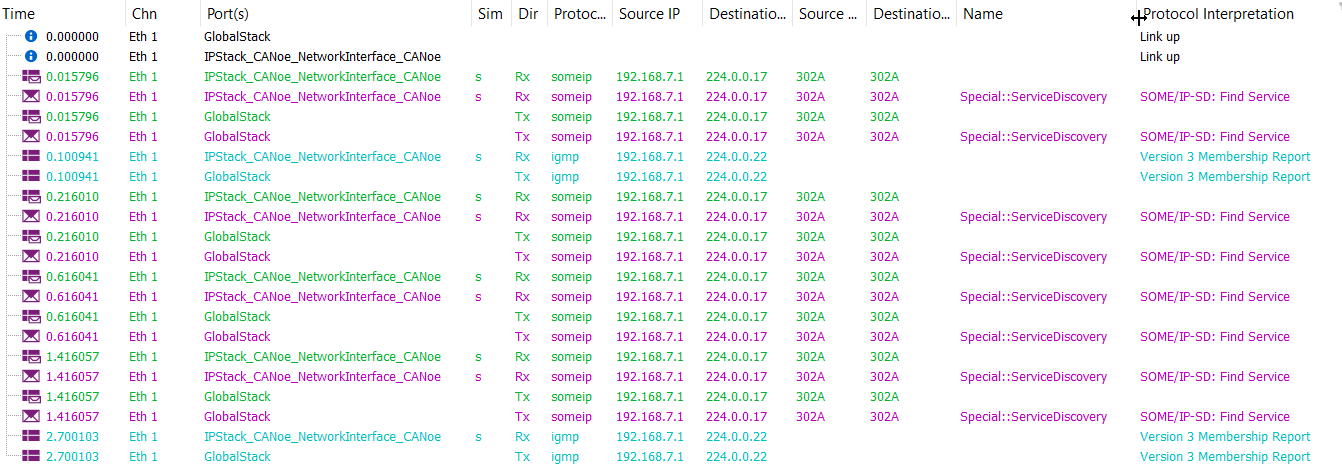 Time Chn Port(s) Sim Dir Protoc... Source IP Destinatio... Source ... Destinatio... Name Protocol Interpretation
0.000000 Eth 1 GlobalStack Link up
0.000000 Eth 1 IPStack_CANoe_NetworkInterface_CANoe Link up
0.015796 Eth 1 IPStack_CANoe_NetworkInterface_CANoe s Rx someip 192.168.7.1 224.0.0.17 302A 302A
0.015796 Eth 1 IPStack_CANoe_NetworkInterface_CANoe s Rx someip 192.168.7.1 224.0.0.17 302A 302A Special::ServiceDiscovery SOME/IP-SD: Find Service
0.015796 Eth 1 GlobalStack Tx someip 192.168.7.1 224.0.0.17 302A 302A
0.015796 Eth 1 GlobalStack Tx someip 192.168.7.1 224.0.0.17 302A 302A Special::ServiceDiscovery SOME/IP-SD: Find Service
0.100941 Eth 1 IPStack_CANoe_NetworkInterface_CANoe s Rx igmp 192.168.7.1 224.0.0.22 Version 3 Membership Report
0.100941 Eth 1 GlobalStack Tx igmp 192.168.7.1 224.0.0.22 Version 3 Membership Report
0.216010 Eth 1 IPStack_CANoe_NetworkInterface_CANoe s Rx someip 192.168.7.1 224.0.0.17 302A 302A
0.216010 Eth 1 IPStack_CANoe_NetworkInterface_CANoe s Rx someip 192.168.7.1 224.0.0.17 302A 302A Special::ServiceDiscovery SOME/IP-SD: Find Service
0.216010 Eth 1 GlobalStack Tx someip 192.168.7.1 224.0.0.17 302A 302A
0.216010 Eth 1 GlobalStack Tx someip 192.168.7.1 224.0.0.17 302A 302A Special::ServiceDiscovery SOME/IP-SD: Find Service
0.616041 Eth 1 IPStack_CANoe_NetworkInterface_CANoe s Rx someip 192.168.7.1 224.0.0.17 302A 302A
0.616041 Eth 1 IPStack_CANoe_NetworkInterface_CANoe s Rx someip 192.168.7.1 224.0.0.17 302A 302A Special::ServiceDiscovery SOME/IP-SD: Find Service
0.616041 Eth 1 GlobalStack Tx someip 192.168.7.1 224.0.0.17 302A 302A
0.616041 Eth 1 GlobalStack Tx someip 192.168.7.1 224.0.0.17 302A 302A Special::ServiceDiscovery SOME/IP-SD: Find Service
1.416057 Eth 1 IPStack_CANoe_NetworkInterface_CANoe s Rx someip 192.168.7.1 224.0.0.17 302A 302A
1.416057 Eth 1 IPStack_CANoe_NetworkInterface_CANoe s Rx someip 192.168.7.1 224.0.0.17 302A 302A Special::ServiceDiscovery SOME/IP-SD: Find Service
1.416057 Eth 1 GlobalStack Tx someip 192.168.7.1 224.0.0.17 302A 302A
1.416057 Eth 1 GlobalStack Tx someip 192.168.7.1 224.0.0.17 302A 302A Special::ServiceDiscovery SOME/IP-SD: Find Service
2.700103 Eth 1 IPStack_CANoe_NetworkInterface_CANoe s Rx igmp 192.168.7.1 224.0.0.22 Version 3 Membership Report
2.700103 Eth 1 GlobalStack Tx igmp 192.168.7.1 224.0.0.22 Version 3 Membership Report